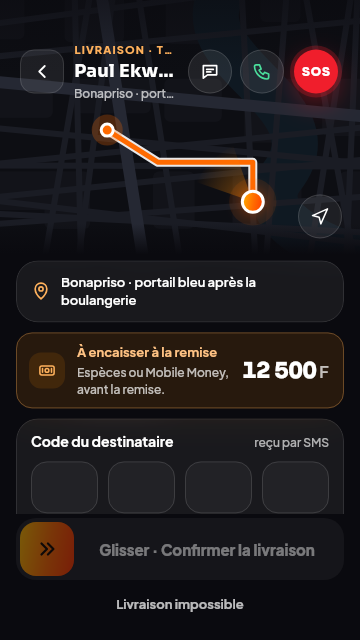 LIVRAISON · T...
Paul Ekw...
Bonapriso · port...
SOS
Bonapriso · portail bleu après la
boulangerie
À encaisser à la remise
Espèces ou Mobile Money,
avant la remise.
12 500 F
Code du destinataire
reçu par SMS
Glisser · Confirmer la livraison
Livraison impossible